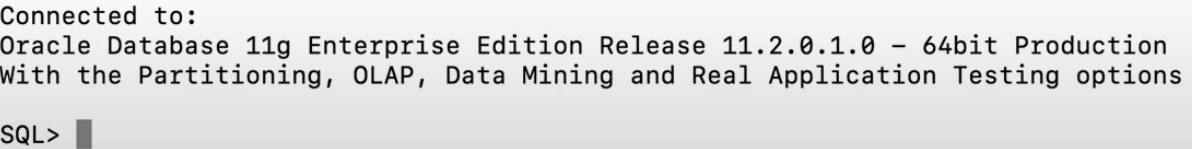 Connected to:
Oracle Database 11g Enterprise Edition Release 11.2.0.1.0 – 64bit Production
With the Partitioning, OLAP, Data Mining and Real Application Testing options
SQL>